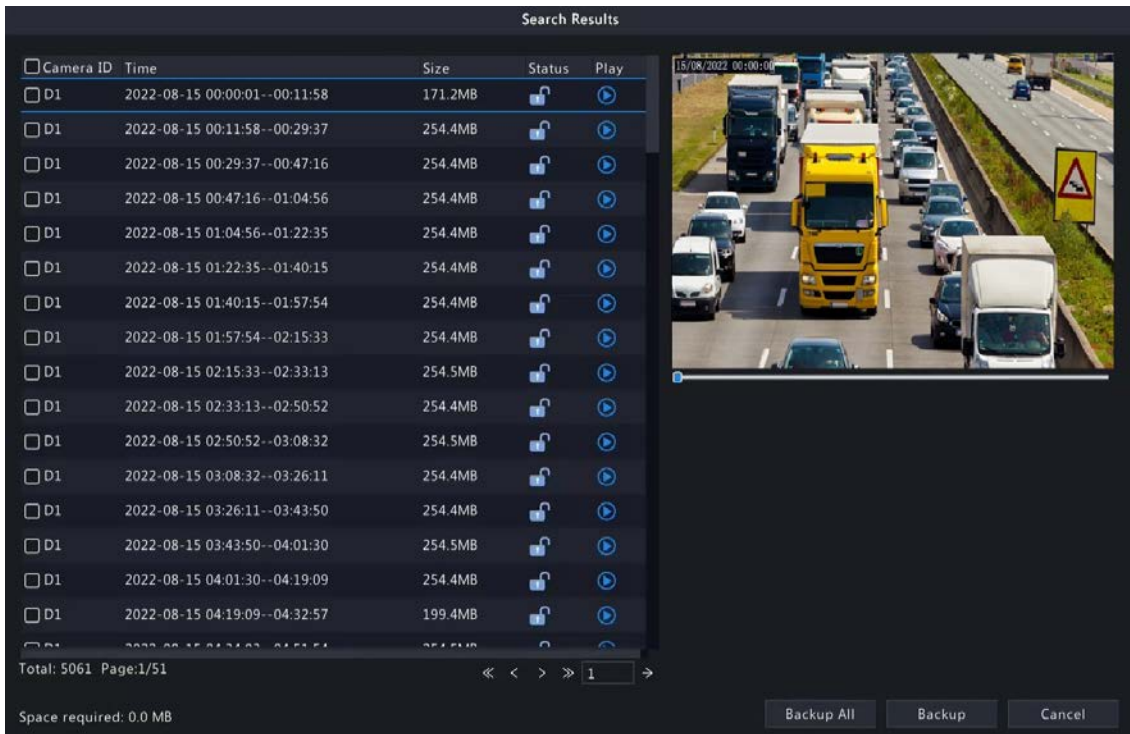 Search Results
Camera ID Time Size Status Play
D1 2022-08-15 00:00:01--00:11:58 171.2MB
D1 2022-08-15 00:11:58--00:29:37 254.4MB
D1 2022-08-15 00:29:37--00:47:16 254.4MB
D1 2022-08-15 00:47:16--01:04:56 254.4MB
D1 2022-08-15 01:04:56--01:22:35 254.4MB
D1 2022-08-15 01:22:35--01:40:15 254.4MB
D1 2022-08-15 01:40:15--01:57:54 254.4MB
D1 2022-08-15 01:57:54--02:15:33 254.4MB
D1 2022-08-15 02:15:33--02:33:13 254.5MB
D1 2022-08-15 02:33:13--02:50:52 254.4MB
D1 2022-08-15 02:50:52--03:08:32 254.5MB
D1 2022-08-15 03:08:32--03:26:11 254.4MB
D1 2022-08-15 03:26:11--03:43:50 254.4MB
D1 2022-08-15 03:43:50--04:01:30 254.5MB
D1 2022-08-15 04:01:30--04:19:09 254.4MB
D1 2022-08-15 04:19:09--04:32:57 199.4MB
15/08/2022 00:00:00
Total: 5061 Page:1/51
« < > » 1 →
Space required: 0.0 MB
Backup All Backup Cancel